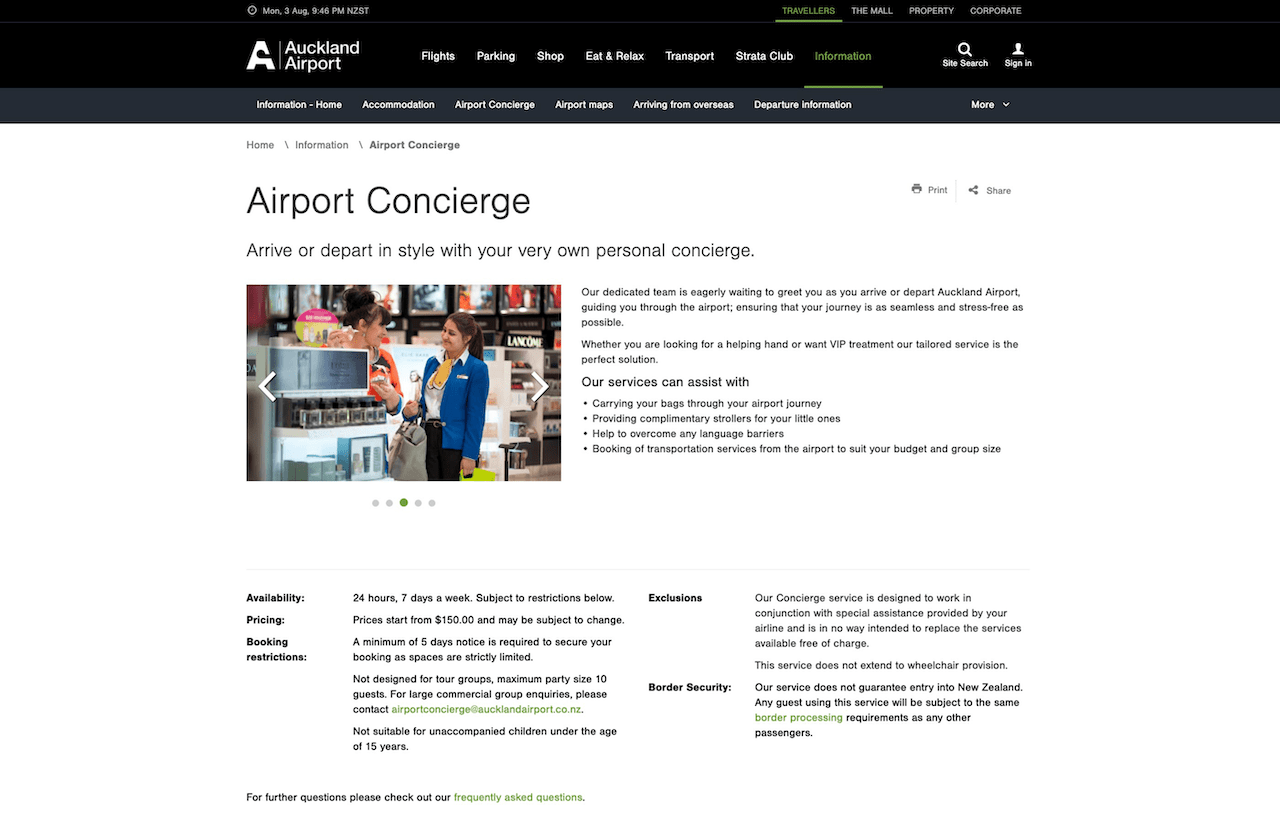 Mon, 3 Aug, 9:46 PM NZST
TRAVELLERS THE MALL PROPERTY CORPORATE
Auckland
Airport
Flights Parking Shop Eat & Relax Transport Strata Club Information
Site Search Sign in
Information - Home Accommodation Airport Concierge Airport maps Arriving from overseas Departure information More
Home \ Information \ Airport Concierge
Airport Concierge
Print Share
Arrive or depart in style with your very own personal concierge.
LANCÔME
Our dedicated team is eagerly waiting to greet you as you arrive or depart Auckland Airport,
guiding you through the airport; ensuring that your journey is as seamless and stress-free as
possible.
Whether you are looking for a helping hand or want VIP treatment our tailored service is the
perfect solution.
Our services can assist with
• Carrying your bags through your airport journey
• Providing complimentary strollers for your little ones
• Help to overcome any language barriers
• Booking of transportation services from the airport to suit your budget and group size
Availability: 24 hours, 7 days a week. Subject to restrictions below.
Pricing: Prices start from $150.00 and may be subject to change.
Booking
restrictions:
A minimum of 5 days notice is required to secure your
booking as spaces are strictly limited.
Not designed for tour groups, maximum party size 10
guests. For large commercial group enquiries, please
contact airportconcierge@aucklandairport.co.nz.
Not suitable for unaccompanied children under the age
of 15 years.
Exclusions
Our Concierge service is designed to work in
conjunction with special assistance provided by your
airline and is in no way intended to replace the services
available free of charge.
This service does not extend to wheelchair provision.
Border Security:
Our service does not guarantee entry into New Zealand.
Any guest using this service will be subject to the same
border processing requirements as any other
passengers.
For further questions please check out our frequently asked questions.